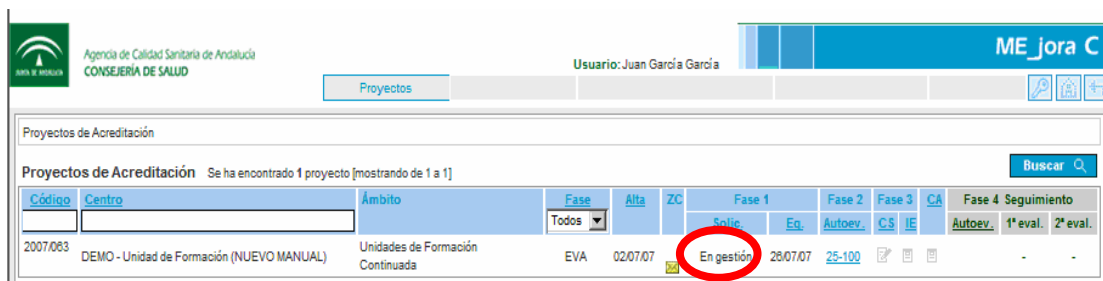 ME_jora C
Agencia de Calidad Sanitaria de Andalucía
CONSEJERÍA DE SALUD
JUNTA DE ANDALUCIA
Usuario: Juan García García
Proyectos
Proyectos de Acreditación
Proyectos de Acreditación Se ha encontrado 1 proyecto [mostrando de 1 a 1]
Buscar
Código Centro Ámbito Fase Alta ZC Fase 1 Fase 2 Fase 3 CA Fase 4 Seguimiento
Todos Solic. Eq. Autoev. CS IE Autoev. 1ª eval. 2ª eval.
2007/063 DEMO - Unidad de Formación (NUEVO MANUAL) Unidades de Formación Continuada EVA 02/07/07 En gestión 26/07/07 25-100 - -